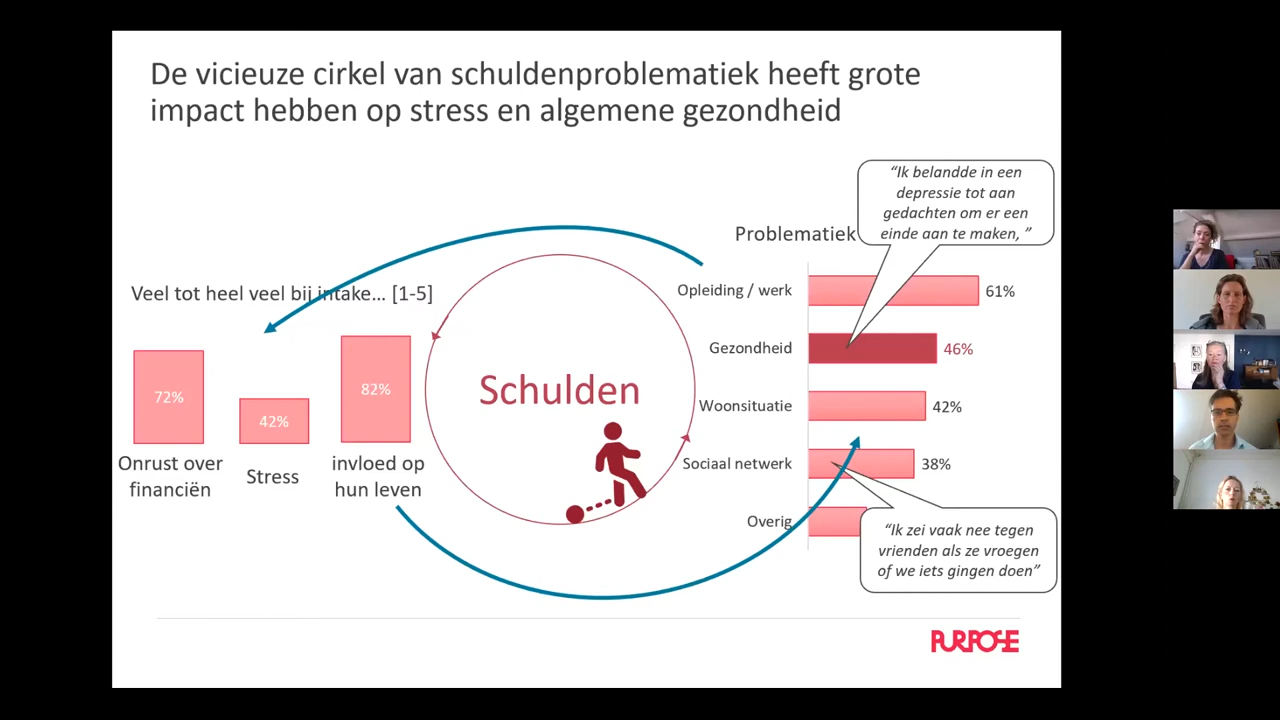 De vicieuze cirkel van schuldenproblematiek heeft grote
impact hebben op stress en algemene gezondheid
Veel tot heel veel bij intake... [1-5]
72%
42%
82%
Onrust over
financiën
Stress
invloed op
hun leven
Schulden
Problematiek
“Ik belandde in een
depressie tot aan
gedachten om er een
einde aan te maken, ”
Opleiding / werk
61%
Gezondheid
46%
Woonsituatie
42%
Sociaal netwerk
38%
Overig
“Ik zei vaak nee tegen
vrienden als ze vroegen
of we iets gingen doen”
PURPOSE